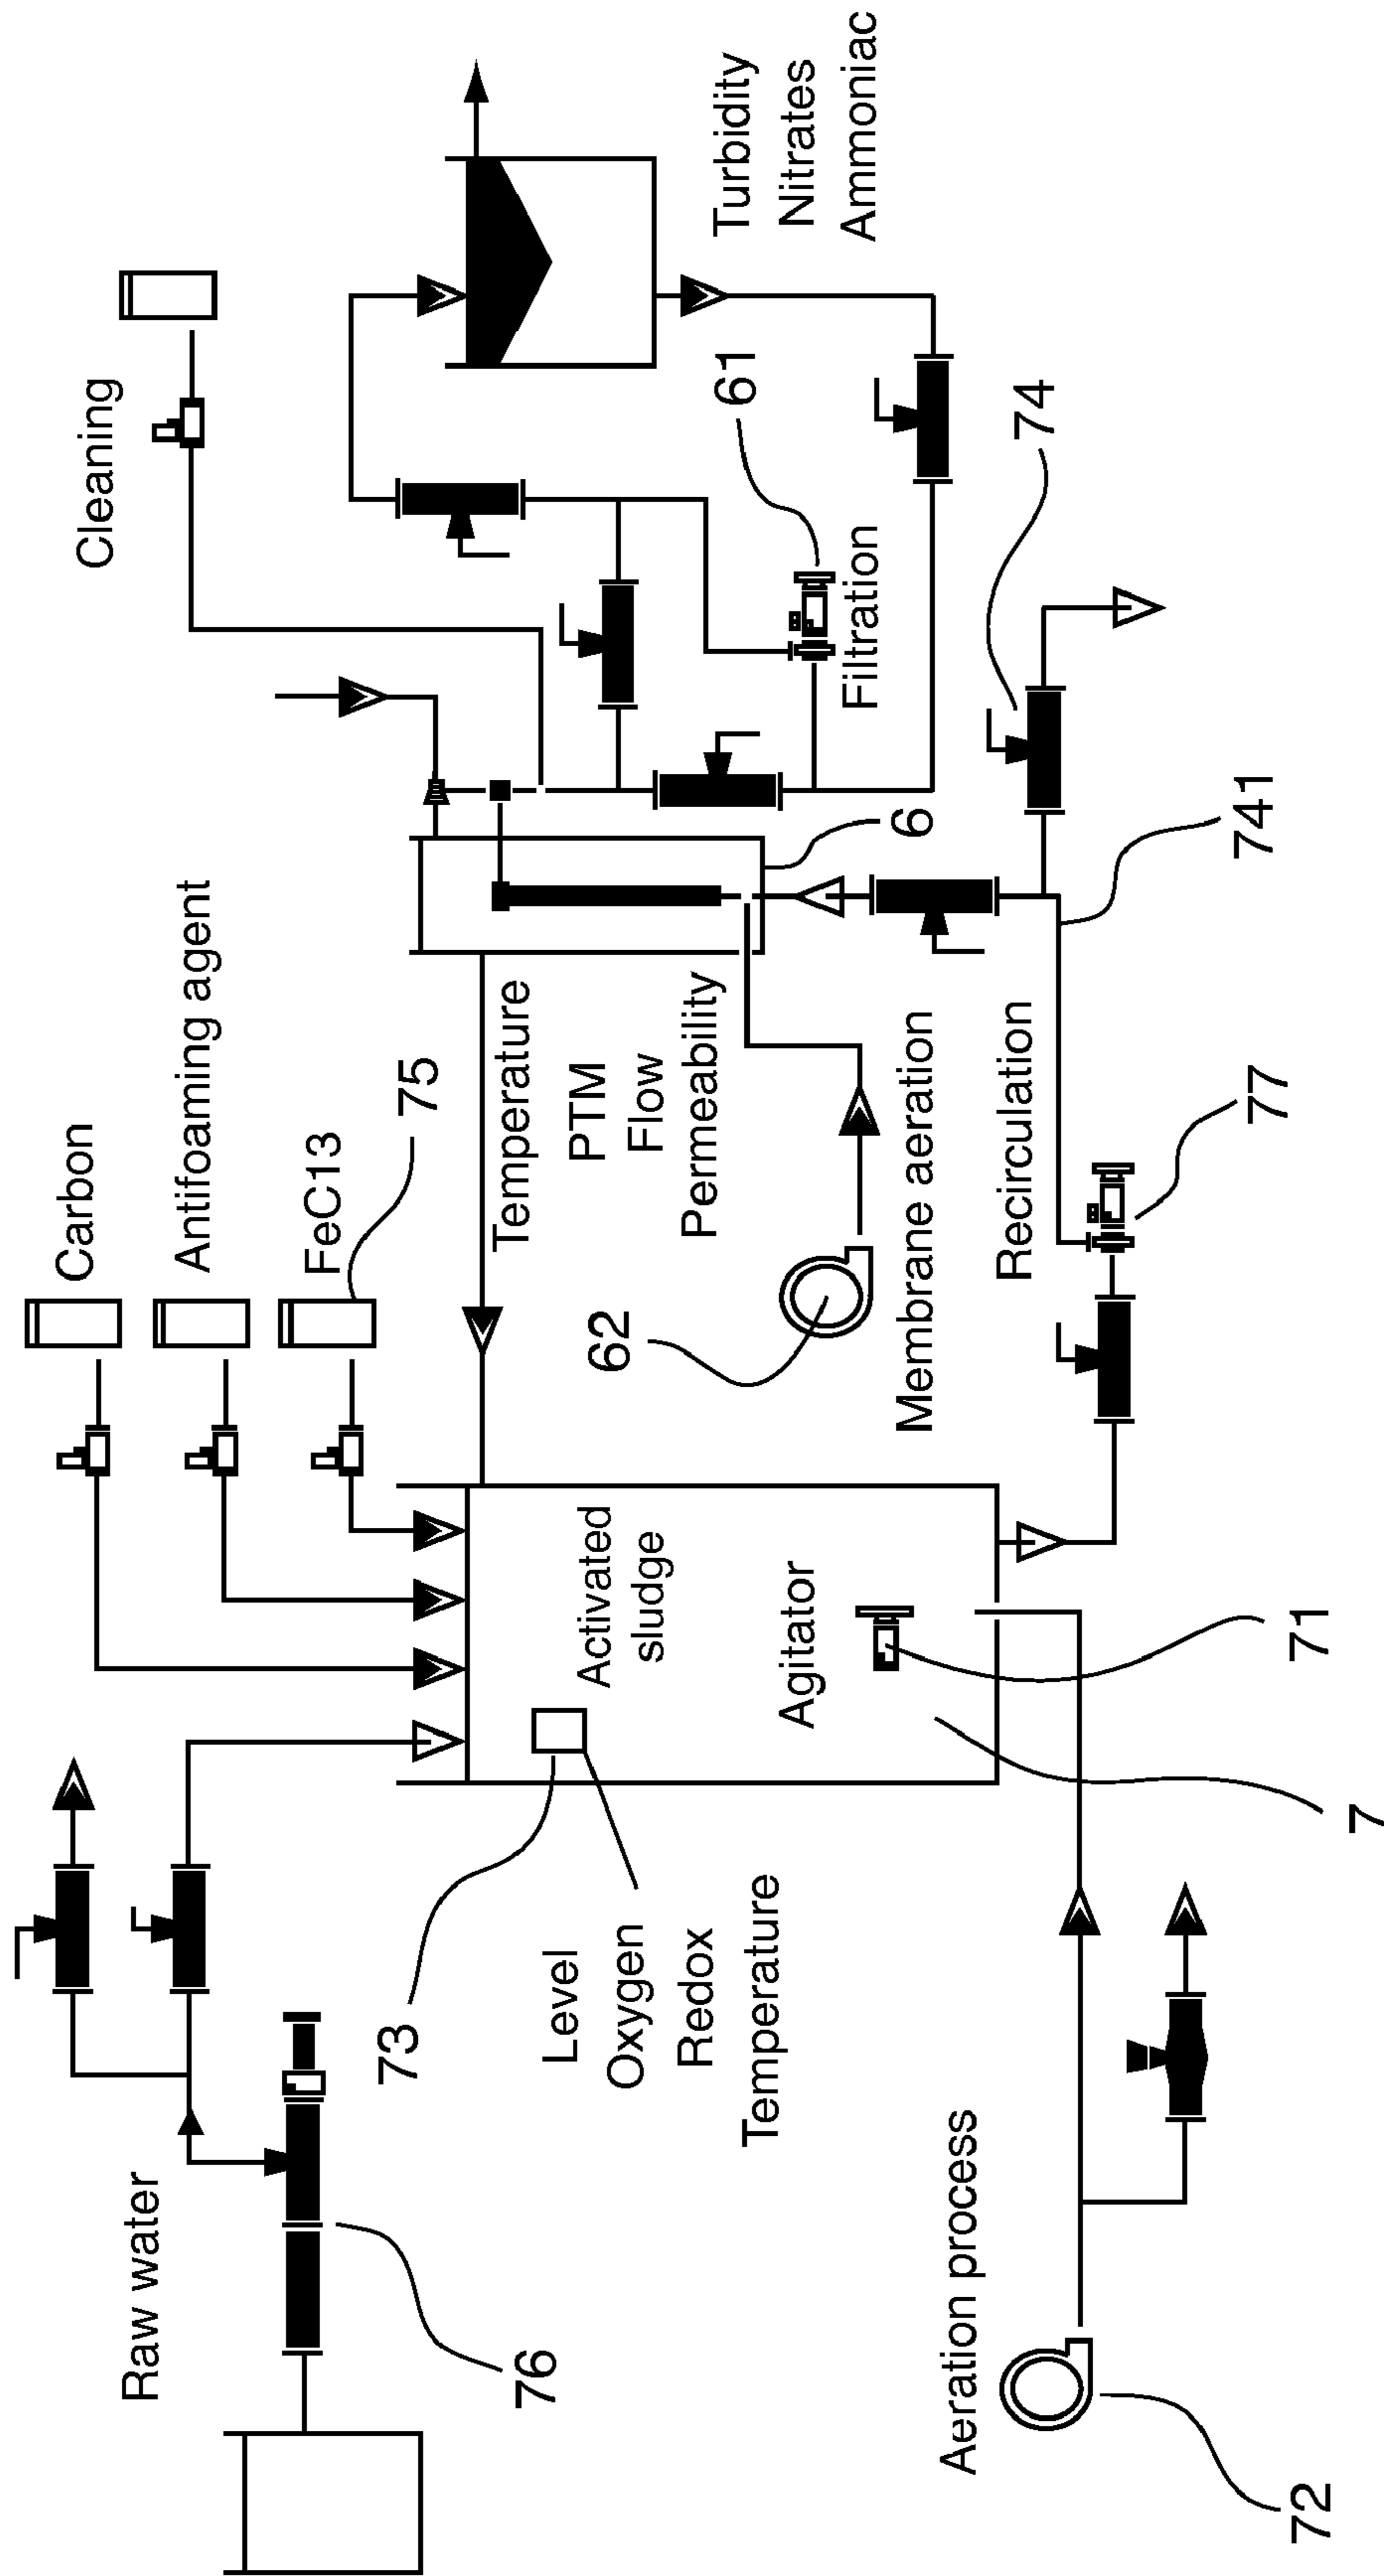 Raw water
76
Carbon
Antifoaming agent
FeC13
75
Cleaning
73
Level
Oxygen
Redox
Temperature
Activated
sludge
Agitator
Temperature
PTM
Flow
Permeability
62
Membrane aeration
6
Filtration
61
Turbidity
Nitrates
Ammoniac
Recirculation
77
741
74
Aeration process
72
7
71